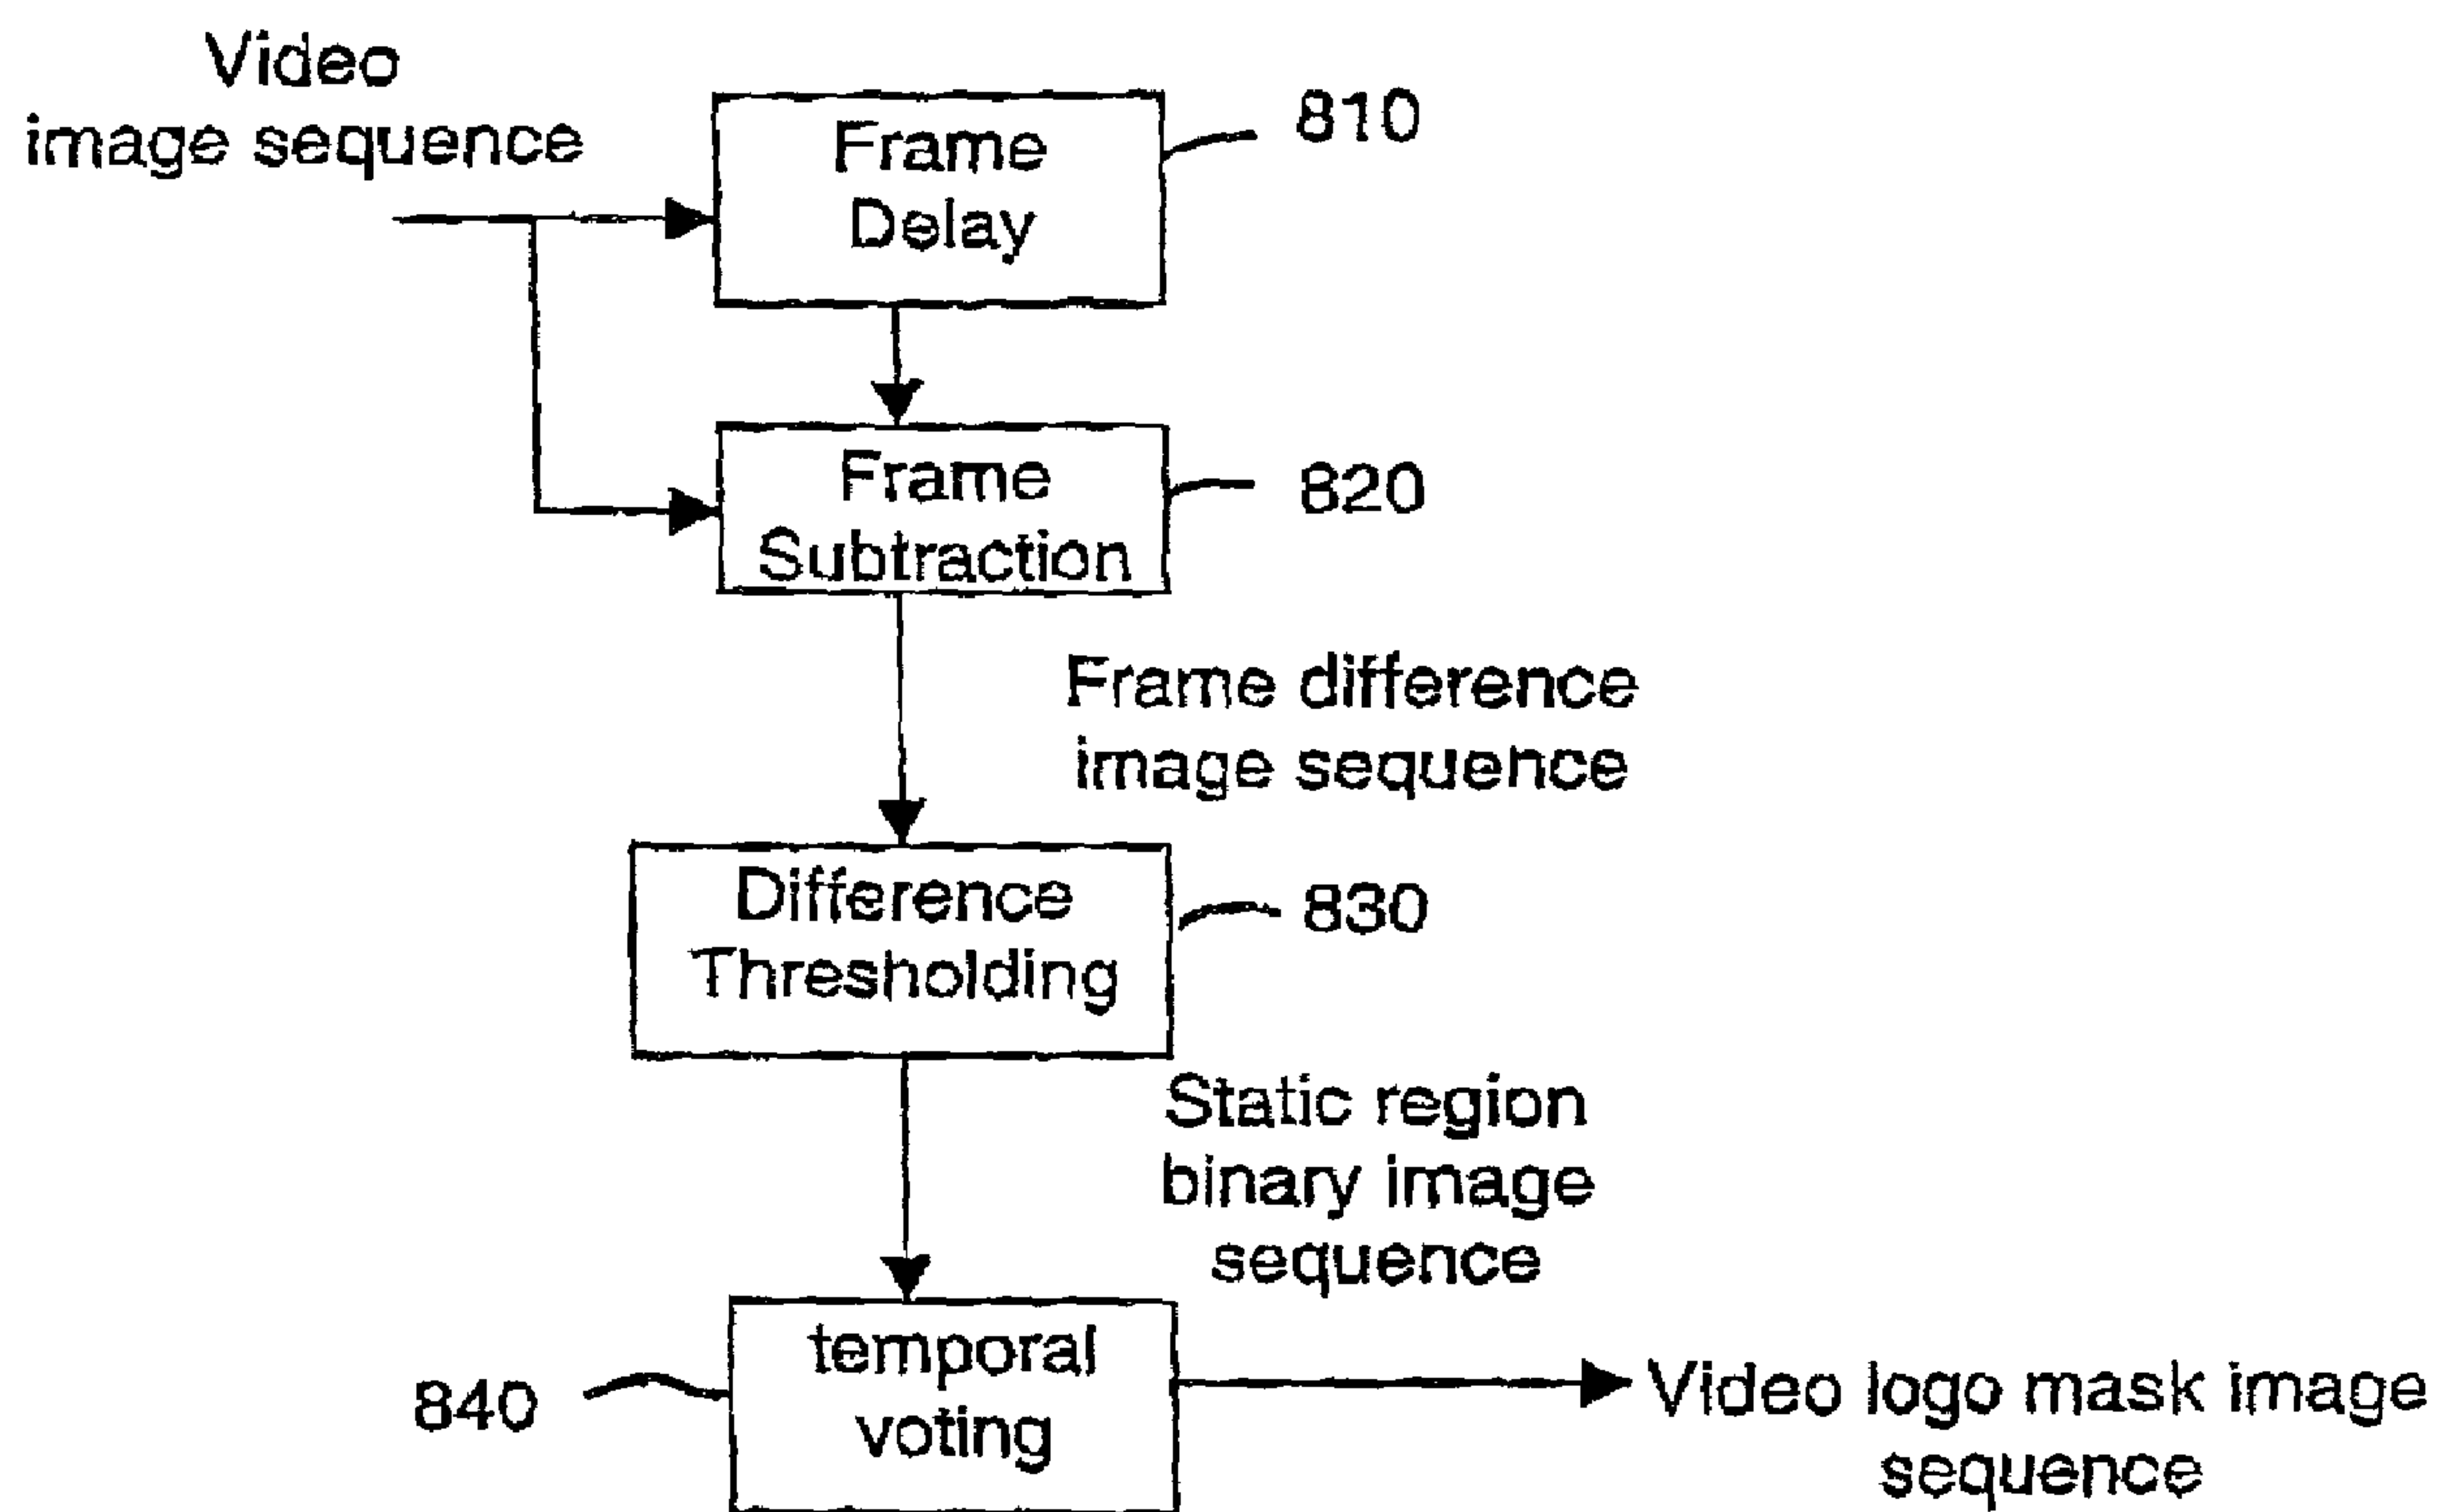 Video
image sequence
Frame
Delay
810
Frame
Subtraction
820
Frame difference
image sequence
Difference
Thresholding
830
Static region
binary image
sequence
temporal
voting
840
Video logo mask image
sequence